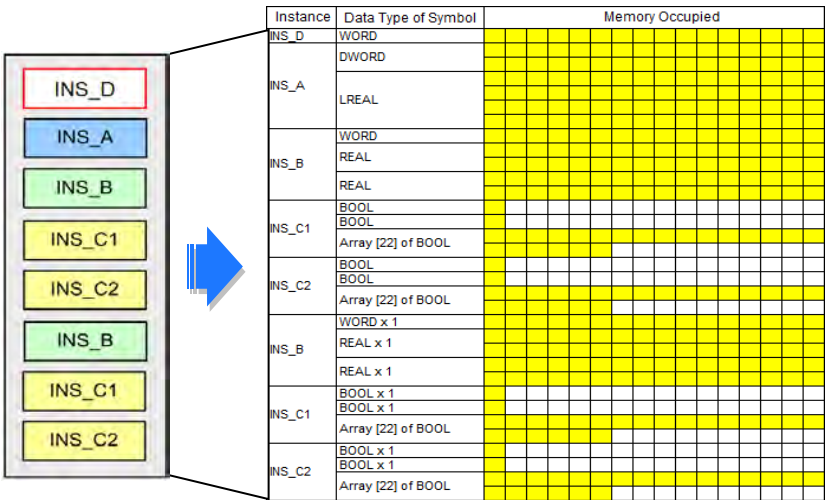 INS_D
INS_A
INS_B
INS_C1
INS_C2
INS_B
INS_C1
INS_C2
Instance Data Type of Symbol Memory Occupied
INS_D WORD
INS_A DWORD
LREAL
INS_B WORD
REAL
REAL
INS_C1 BOOL
BOOL
Array [22] of BOOL
INS_C2 BOOL
BOOL
Array [22] of BOOL
INS_B WORD x 1
REAL x 1
REAL x 1
INS_C1 BOOL x 1
BOOL x 1
Array [22] of BOOL
INS_C2 BOOL x 1
BOOL x 1
Array [22] of BOOL